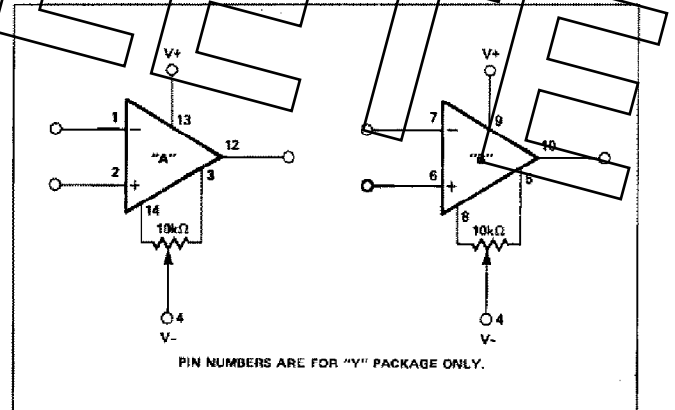 V+ V+
1 13 7 9
− "A" 12 − 10
2 + 3 6 + 5
14 8
10kΩ 10kΩ
4 4
V− V−
PIN NUMBERS ARE FOR "Y" PACKAGE ONLY.